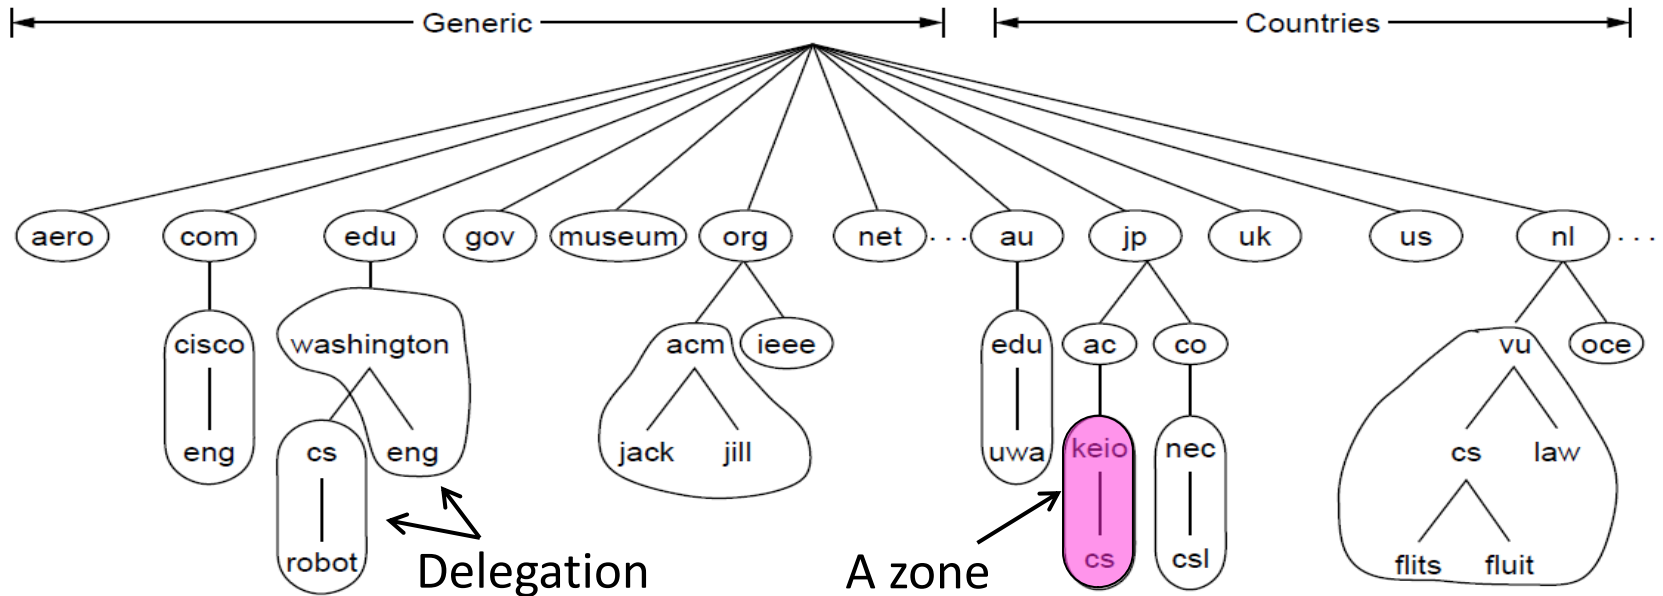 Generic Countries
aero com edu gov museum org net ... au jp uk us nl ...
cisco washington acm ieee edu ac co vu oce
eng cs eng jack jill uwa keio nec cs law
robot cs csl flits fluit
Delegation A zone